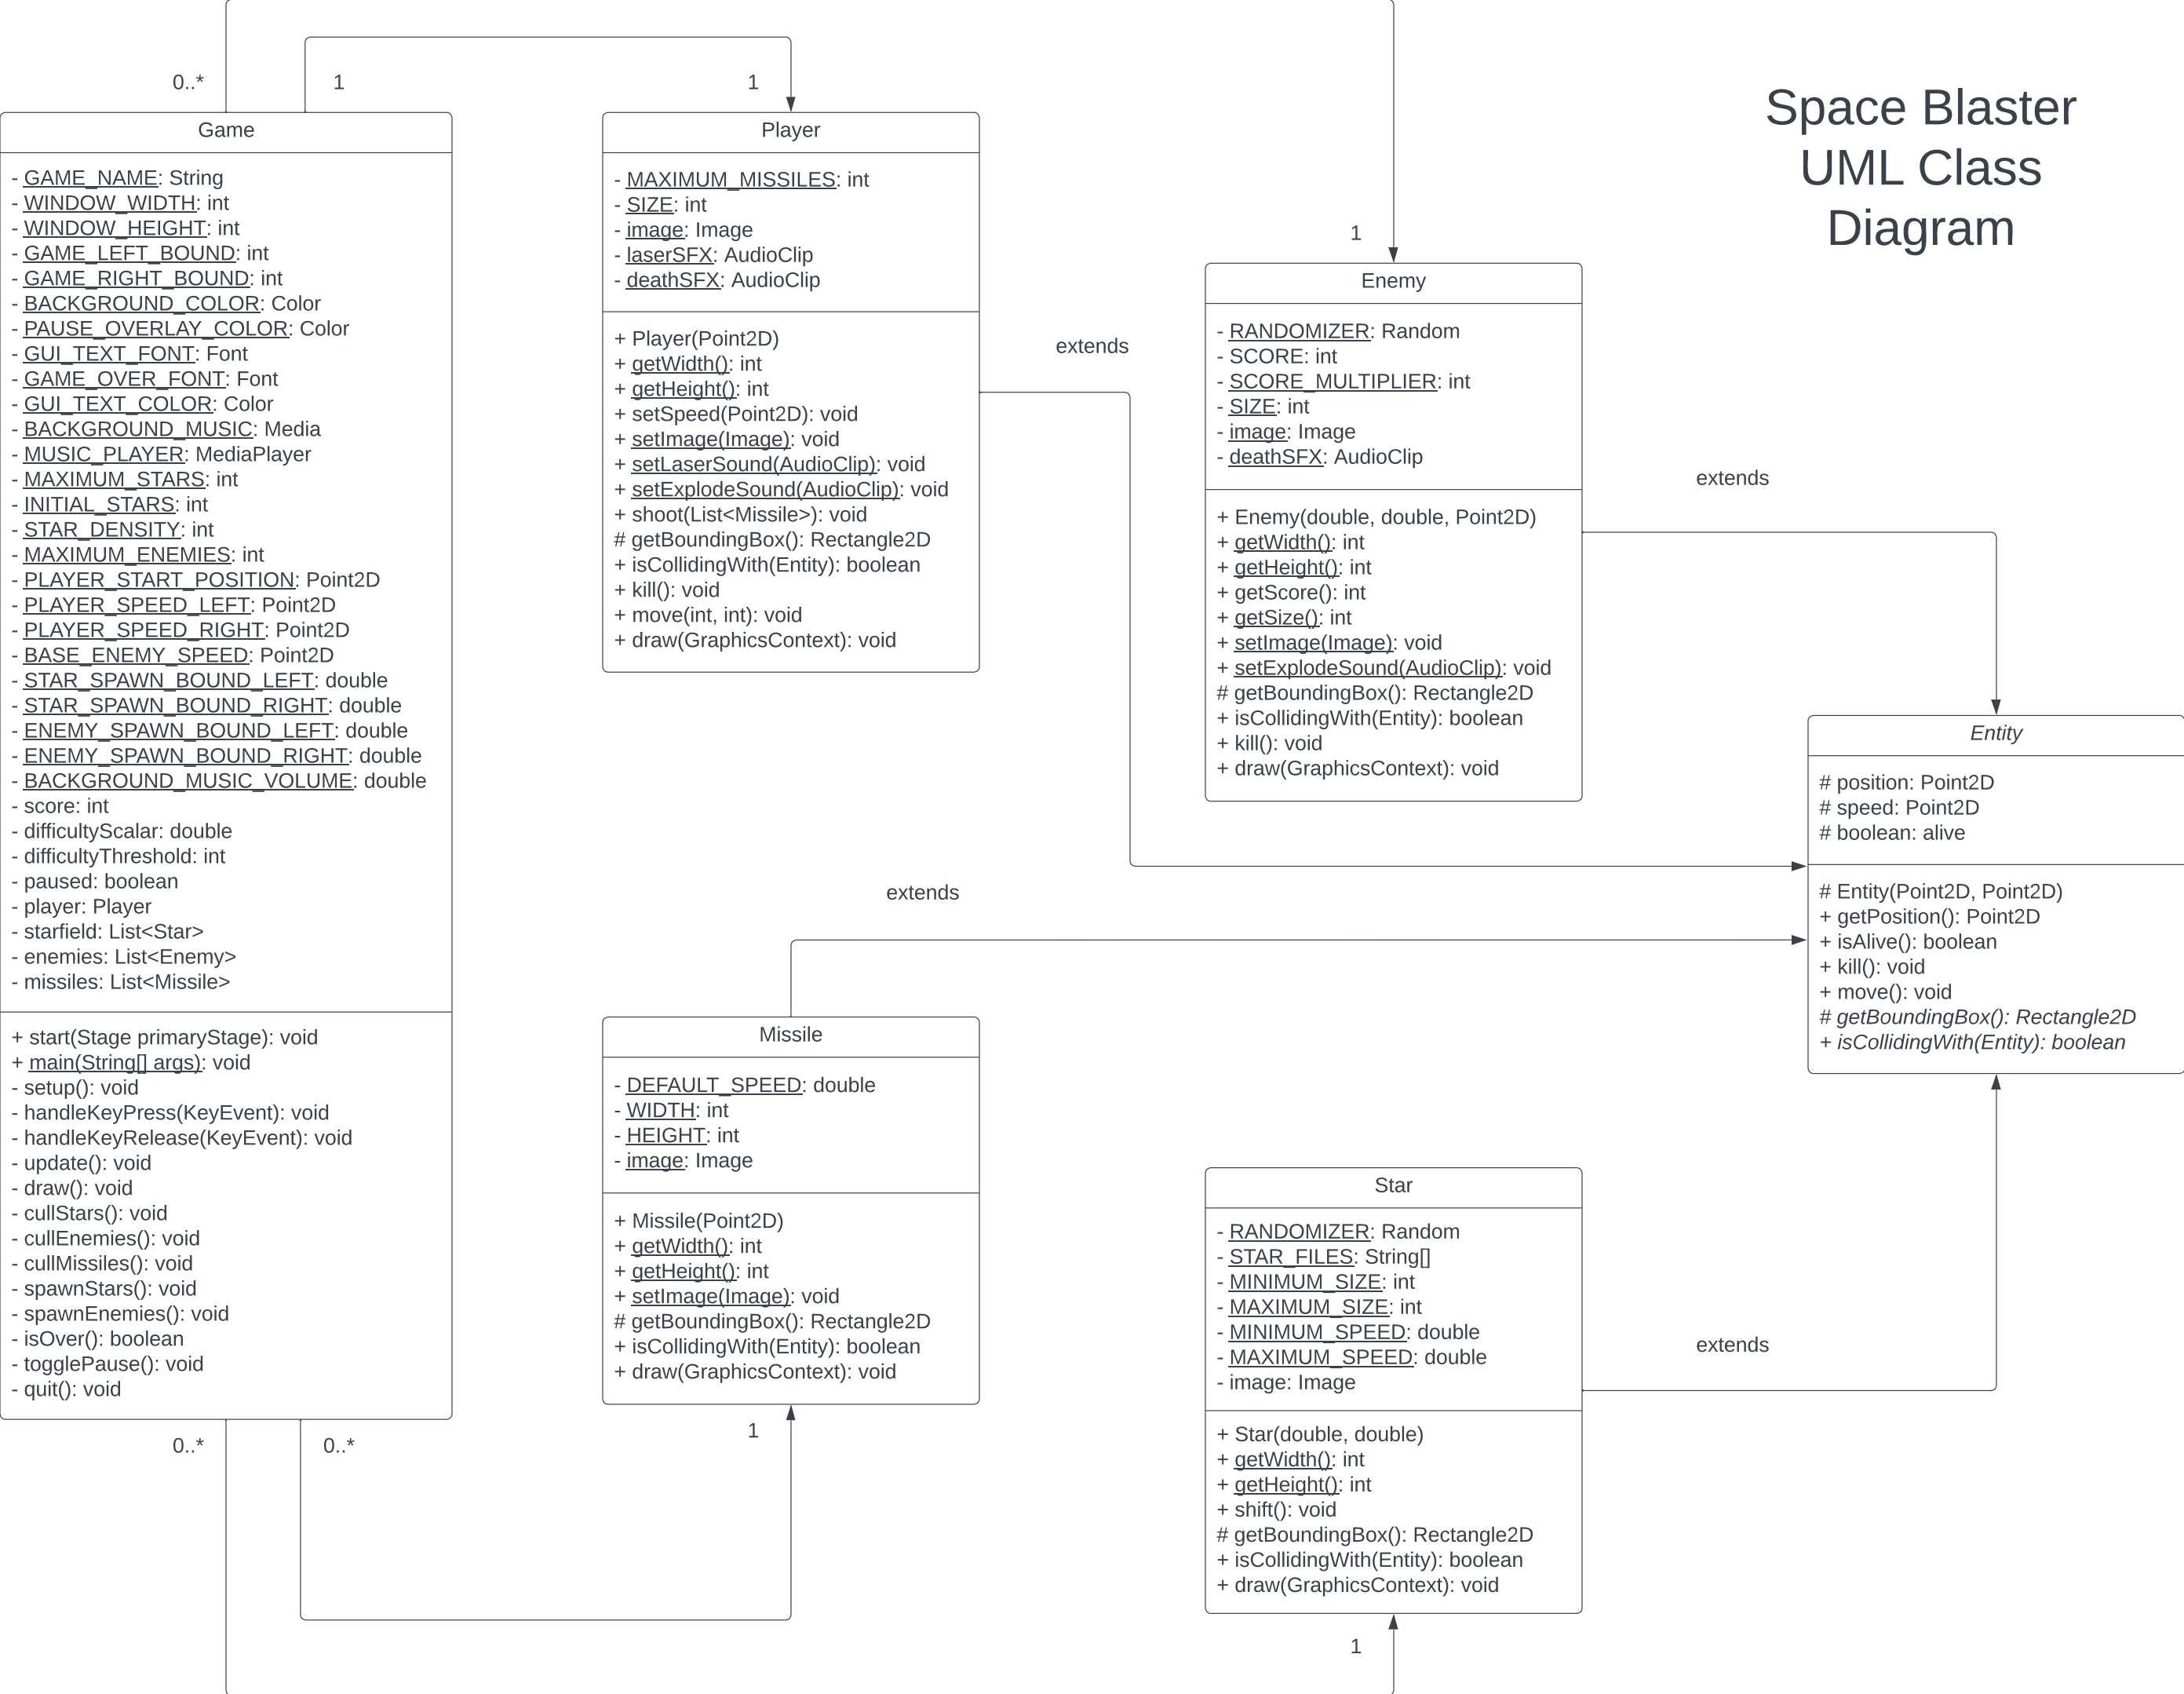 Space Blaster
UML Class
Diagram
0..*
1
1
Game
- GAME_NAME: String
- WINDOW_WIDTH: int
- WINDOW_HEIGHT: int
- GAME_LEFT_BOUND: int
- GAME_RIGHT_BOUND: int
- BACKGROUND_COLOR: Color
- PAUSE_OVERLAY_COLOR: Color
- GUI_TEXT_FONT: Font
- GAME_OVER_FONT: Font
- GUI_TEXT_COLOR: Color
- BACKGROUND_MUSIC: Media
- MUSIC_PLAYER: MediaPlayer
- MAXIMUM_STARS: int
- INITIAL_STARS: int
- STAR_DENSITY: int
- MAXIMUM_ENEMIES: int
- PLAYER_START_POSITION: Point2D
- PLAYER_SPEED_LEFT: Point2D
- PLAYER_SPEED_RIGHT: Point2D
- BASE_ENEMY_SPEED: Point2D
- STAR_SPAWN_BOUND_LEFT: double
- STAR_SPAWN_BOUND_RIGHT: double
- ENEMY_SPAWN_BOUND_LEFT: double
- ENEMY_SPAWN_BOUND_RIGHT: double
- BACKGROUND_MUSIC_VOLUME: double
- score: int
- difficultyScalar: double
- difficultyThreshold: int
- paused: boolean
- player: Player
- starfield: List<Star>
- enemies: List<Enemy>
- missiles: List<Missile>
+ start(Stage primaryStage): void
+ main(String[] args): void
- setup(): void
- handleKeyPress(KeyEvent): void
- handleKeyRelease(KeyEvent): void
- update(): void
- draw(): void
- cullStars(): void
- cullEnemies(): void
- cullMissiles(): void
- spawnStars(): void
- spawnEnemies(): void
- isOver(): boolean
- togglePause(): void
- quit(): void
0..*
0..*
Player
- MAXIMUM_MISSILES: int
- SIZE: int
- image: Image
- laserSFX: AudioClip
- deathSFX: AudioClip
+ Player(Point2D)
+ getWidth(): int
+ getHeight(): int
+ setSpeed(Point2D): void
+ setImage(Image): void
+ setLaserSound(AudioClip): void
+ setExplodeSound(AudioClip): void
+ shoot(List<Missile>): void
# getBoundingBox(): Rectangle2D
+ isCollidingWith(Entity): boolean
+ kill(): void
+ move(int, int): void
+ draw(GraphicsContext): void
extends
extends
Missile
- DEFAULT_SPEED: double
- WIDTH: int
- HEIGHT: int
- image: Image
+ Missile(Point2D)
+ getWidth(): int
+ getHeight(): int
+ setImage(Image): void
# getBoundingBox(): Rectangle2D
+ isCollidingWith(Entity): boolean
+ draw(GraphicsContext): void
1
1
Enemy
- RANDOMIZER: Random
- SCORE: int
- SCORE_MULTIPLIER: int
- SIZE: int
- image: Image
- deathSFX: AudioClip
+ Enemy(double, double, Point2D)
+ getWidth(): int
+ getHeight(): int
+ getScore(): int
+ getSize(): int
+ setImage(Image): void
+ setExplodeSound(AudioClip): void
# getBoundingBox(): Rectangle2D
+ isCollidingWith(Entity): boolean
+ kill(): void
+ draw(GraphicsContext): void
extends
Star
- RANDOMIZER: Random
- STAR_FILES: String[]
- MINIMUM_SIZE: int
- MAXIMUM_SIZE: int
- MINIMUM_SPEED: double
- MAXIMUM_SPEED: double
- image: Image
+ Star(double, double)
+ getWidth(): int
+ getHeight(): int
+ shift(): void
# getBoundingBox(): Rectangle2D
+ isCollidingWith(Entity): boolean
+ draw(GraphicsContext): void
1
extends
Entity
# position: Point2D
# speed: Point2D
# boolean: alive
# Entity(Point2D, Point2D)
+ getPosition(): Point2D
+ isAlive(): boolean
+ kill(): void
+ move(): void
# getBoundingBox(): Rectangle2D
+ isCollidingWith(Entity): boolean